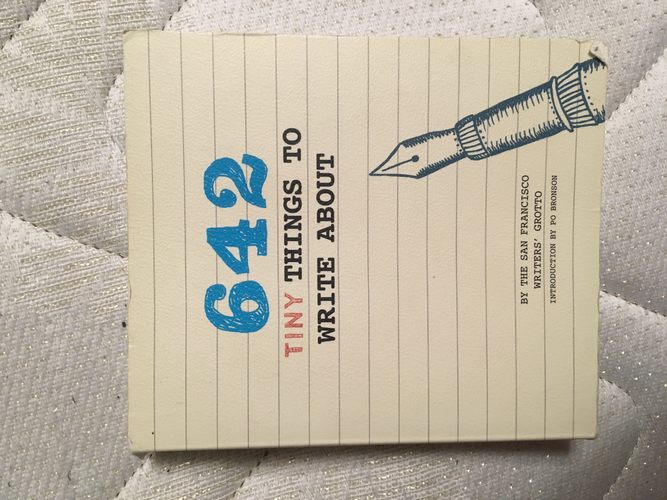 642
TINY THINGS TO
WRITE ABOUT
BY THE SAN FRANCISCO
WRITERS' GROTTO
INTRODUCTION BY PO BRONSON